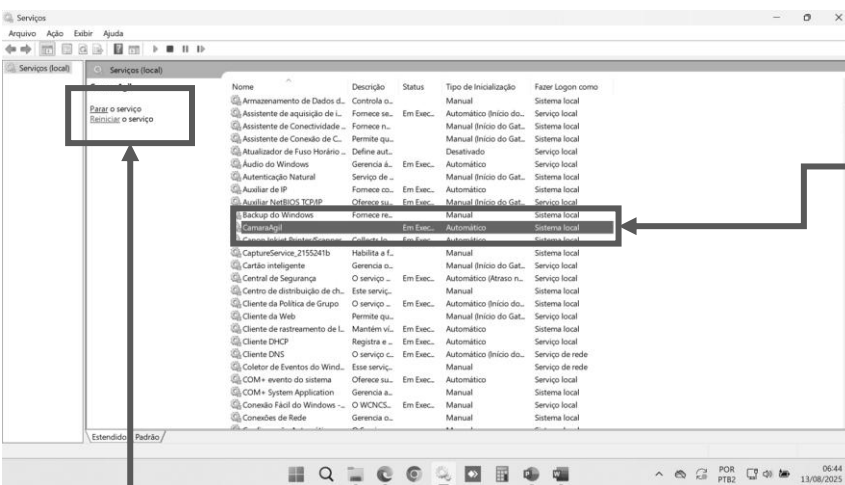 Serviços
Arquivo Ação Exibir Ajuda
Serviços (local)
Serviços (local)
Parar o serviço
Reiniciar o serviço
Nome Descrição Status Tipo de Inicialização Fazer Logon como
Armazenamento de Dados d... Controla o... Manual Sistema local
Assistente de aquisição de i... Fornece se... Em Exec... Automático (Início do... Serviço local
Assistente de Conectividade ... Fornece n... Manual (Início do Gat... Sistema local
Assistente de Conexão de C... Permite qu... Manual (Início do Gat... Sistema local
Atualizador de Fuso Horário ... Define aut... Desativado Serviço local
Áudio do Windows Gerencia á... Em Exec... Automático Serviço local
Autenticação Natural Serviço de ... Manual (Início do Gat... Sistema local
Auxiliar de IP Fornece co... Em Exec... Automático Sistema local
Auxiliar NetBIOS TCP/IP Oferece su... Em Exec... Manual (Início do Gat... Serviço local
Backup do Windows Fornece re... Manual Sistema local
CamaraAgil Em Exec... Automático Sistema local
Canon Inkjet Printer/Scanner Collects In... Em Exec... Automático Sistema local
CaptureService_2155241b Habilita a f... Manual Sistema local
Cartão inteligente Gerencia o... Manual (Início do Gat... Serviço local
Central de Segurança O serviço ... Em Exec... Automático (Atraso n... Serviço local
Centro de distribuição de ch... Este serviç... Manual Sistema local
Cliente da Política de Grupo O serviço ... Em Exec... Automático (Início do... Sistema local
Cliente da Web Permite qu... Manual (Início do Gat... Serviço local
Cliente de rastreamento de l... Mantém ví... Em Exec... Automático Sistema local
Cliente DHCP Registra e ... Em Exec... Automático Serviço local
Cliente DNS O serviço c... Em Exec... Automático (Início do... Serviço de rede
Coletor de Eventos do Wind... Esse serviç... Manual Serviço de rede
COM+ evento do sistema Oferece su... Em Exec... Automático Serviço local
COM+ System Application Gerencia a... Manual Sistema local
Conexão Fácil do Windows -... O WCNCS... Em Exec... Manual Serviço local
Conexões de Rede Gerencia o... Manual Sistema local
Estendido Padrão
POR
PTB2
06:44
13/08/2025